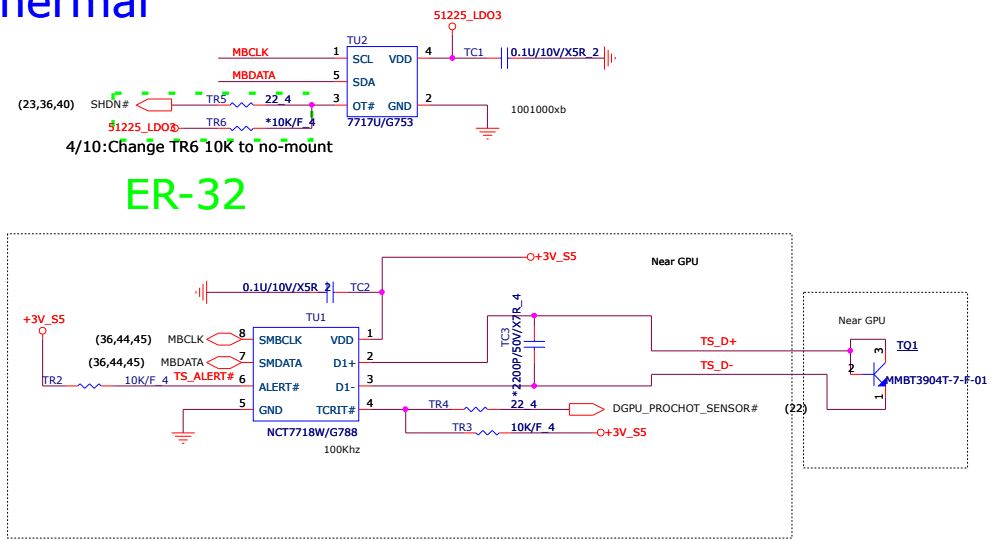 hermal
51225_LDO3
TU2
MBCLK 1 SCL VDD 4 TC1 0.1U/10V/X5R_2
MBDATA 5 SDA
(23,36,40) SHDN# TR5 22_4 3 OT# GND 2
1001000xb
51225_LDO3 TR6 *10K/F_4 7717U/G753
4/10:Change TR6 10K to no-mount
ER-32
+3V_S5
Near GPU
0.1U/10V/X5R_2 TC2
TC3
*2200P/50V/X7R_4
+3V_S5
TU1
Near GPU
(36,44,45) MBCLK 8 SMBCLK VDD 1
TS_D+
3 TQ1
(36,44,45) MBDATA 7 SMDATA D1+ 2
TS_D-
2
TS_ALERT#
TR2 10K/F_4 6 ALERT# D1- 3
MMBT3904T-7-F-01
1
5 GND TCRIT# 4 TR4 22_4 DGPU_PROCHOT_SENSOR# (22)
NCT7718W/G788 TR3 10K/F_4 +3V_S5
100Khz